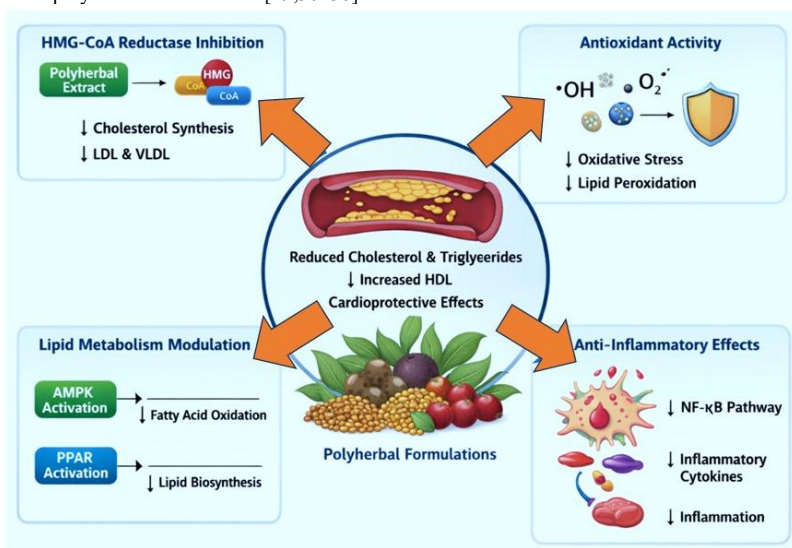 HMG-CoA Reductase Inhibition
Polyherbal
Extract
HMG
CoA
CoA
↓ Cholesterol Synthesis
↓ LDL & VLDL
Antioxidant Activity
•OH
O₂•⁻
↓ Oxidative Stress
↓ Lipid Peroxidation
Reduced Cholesterol & Triglycerides
↓ Increased HDL
Cardioprotective Effects
Polyherbal Formulations
Lipid Metabolism Modulation
AMPK
Activation
↓ Fatty Acid Oxidation
PPAR
Activation
↓ Lipid Biosynthesis
Anti-Inflammatory Effects
↓ NF-κB Pathway
↓ Inflammatory
Cytokines
↓ Inflammation